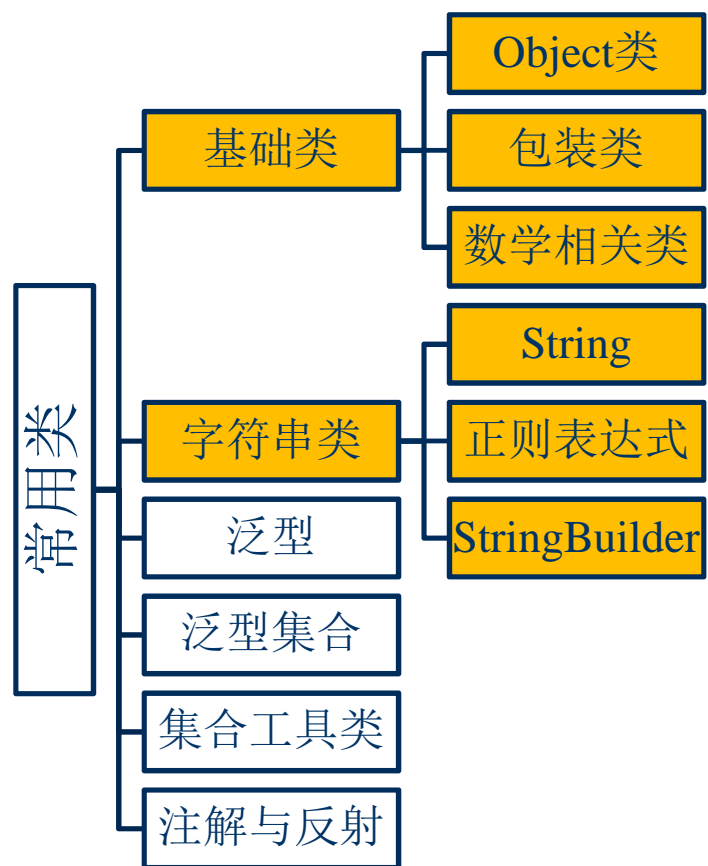 常用类
基础类
Object类
包装类
数学相关类
字符串类
String
正则表达式
StringBuilder
泛型
泛型集合
集合工具类
注解与反射